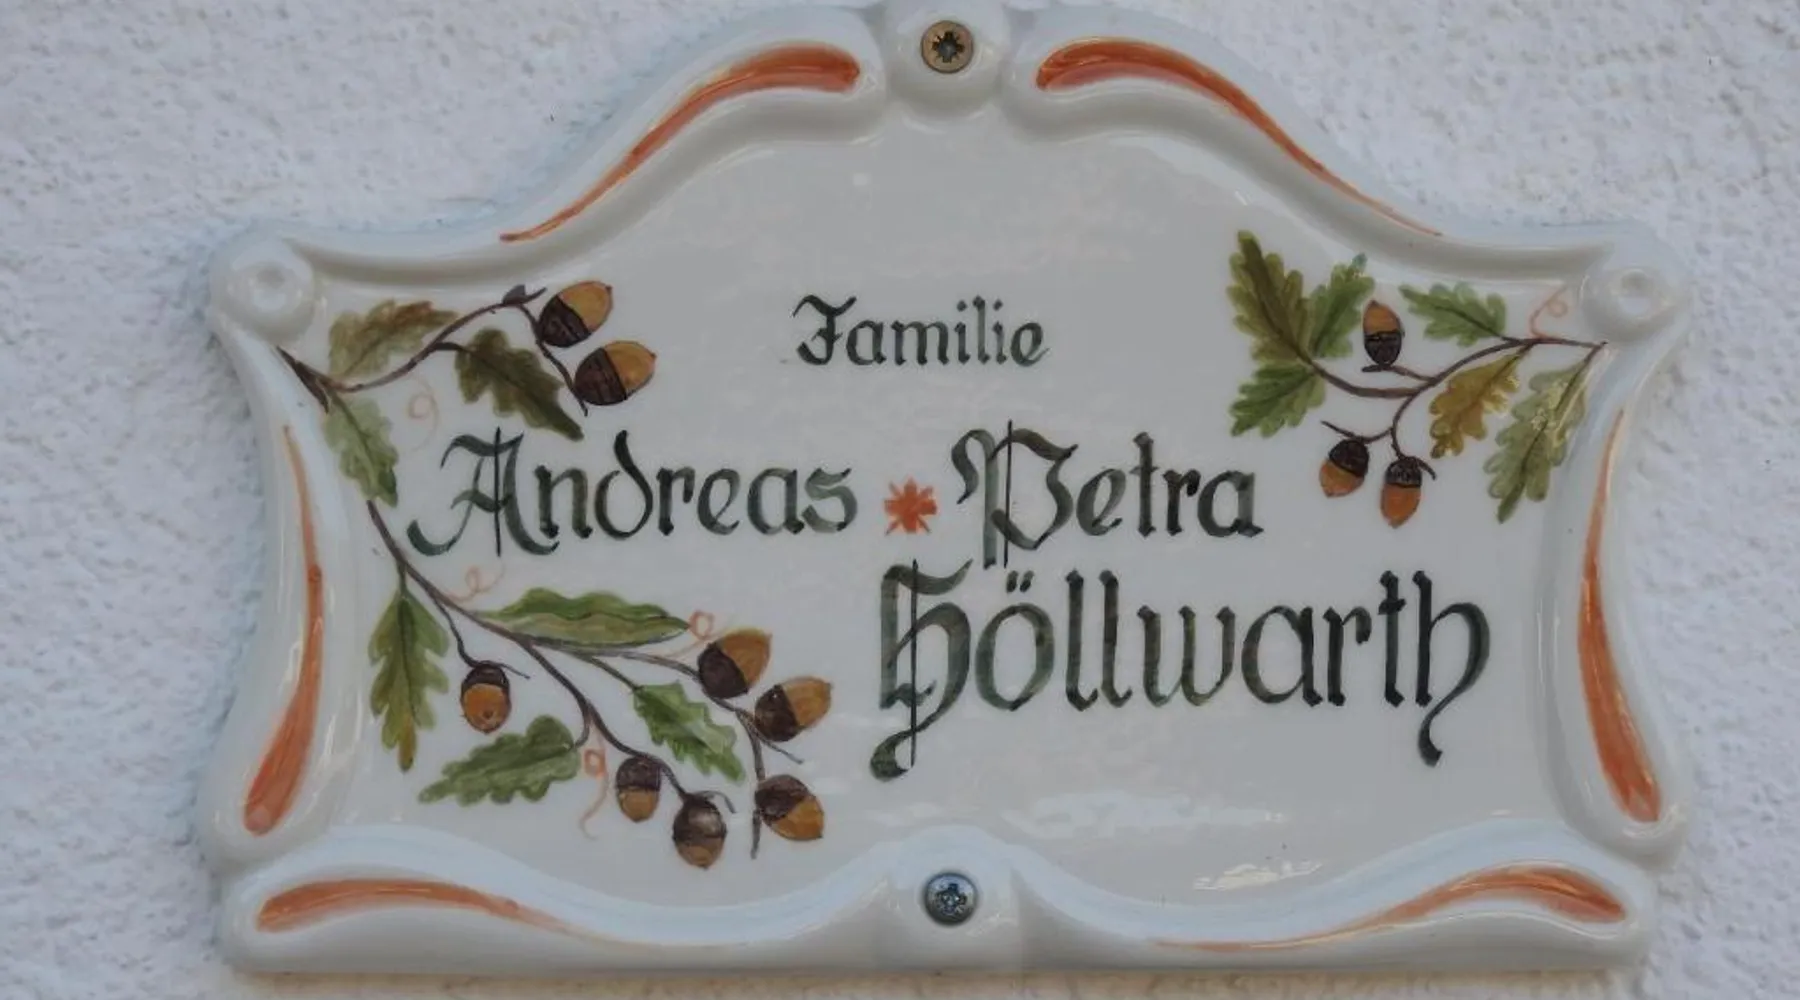 Familie
Andreas * Petra
Höllwarth